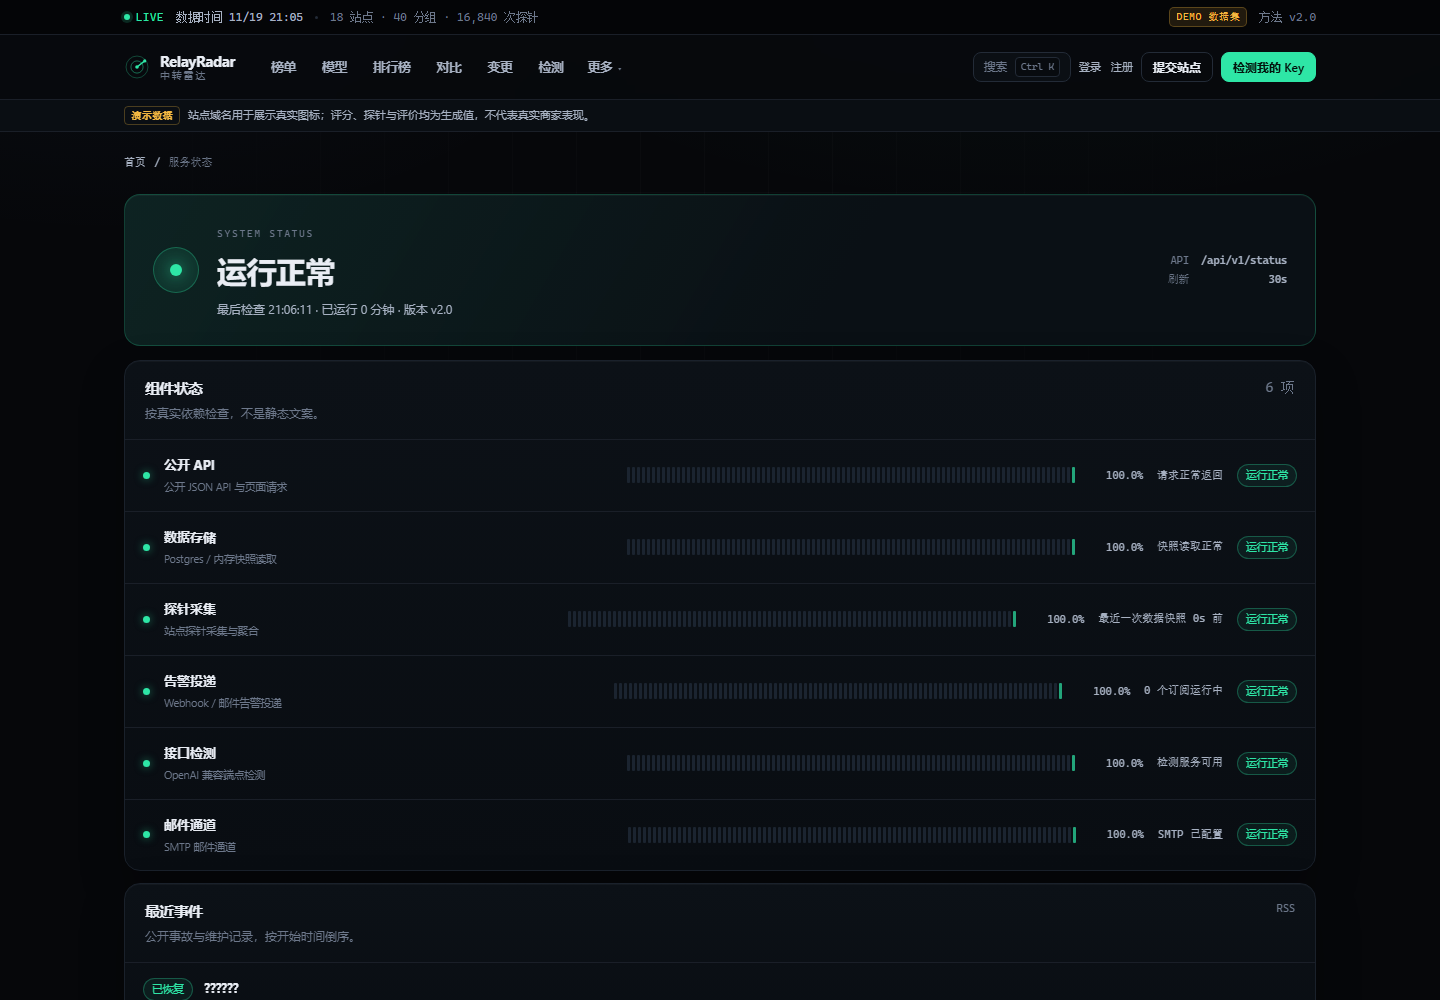 LIVE 数据时间 11/19 21:05 · 18 站点 · 40 分组 · 16,840 次探针 DEMO 数据集 方法 v2.0
RelayRadar
中转雷达
榜单 模型 排行榜 对比 变更 检测 更多 搜索 Ctrl K 登录 注册 提交站点 检测我的 Key
演示数据 站点域名用于展示真实图标；评分、探针与评价均为生成值，不代表真实商家表现。
首页 / 服务状态
SYSTEM STATUS
运行正常
最后检查 21:06:11 · 已运行 0 分钟 · 版本 v2.0
API /api/v1/status
刷新 30s
组件状态 6 项
按真实依赖检查，不是静态文案。
公开 API
公开 JSON API 与页面请求
100.0% 请求正常返回 运行正常
数据存储
Postgres / 内存快照读取
100.0% 快照读取正常 运行正常
探针采集
站点探针采集与聚合
100.0% 最近一次数据快照 0s 前 运行正常
告警投递
Webhook / 邮件告警投递
100.0% 0 个订阅运行中 运行正常
接口检测
OpenAI 兼容端点检测
100.0% 检测服务可用 运行正常
邮件通道
SMTP 邮件通道
100.0% SMTP 已配置 运行正常
最近事件 RSS
公开事故与维护记录，按开始时间倒序。
已恢复 ??????